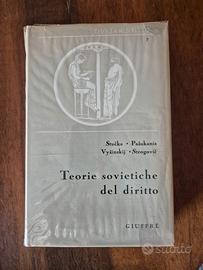 Stučka • Pašukanis
Vyšinskij • Strogovič
Teorie sovietiche
del diritto
GIUFFRÈ
subito